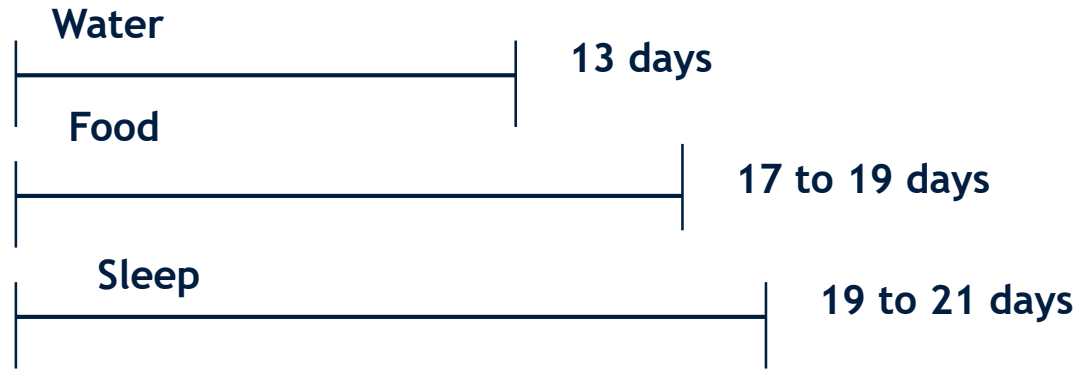 Water
13 days
Food
17 to 19 days
Sleep
19 to 21 days